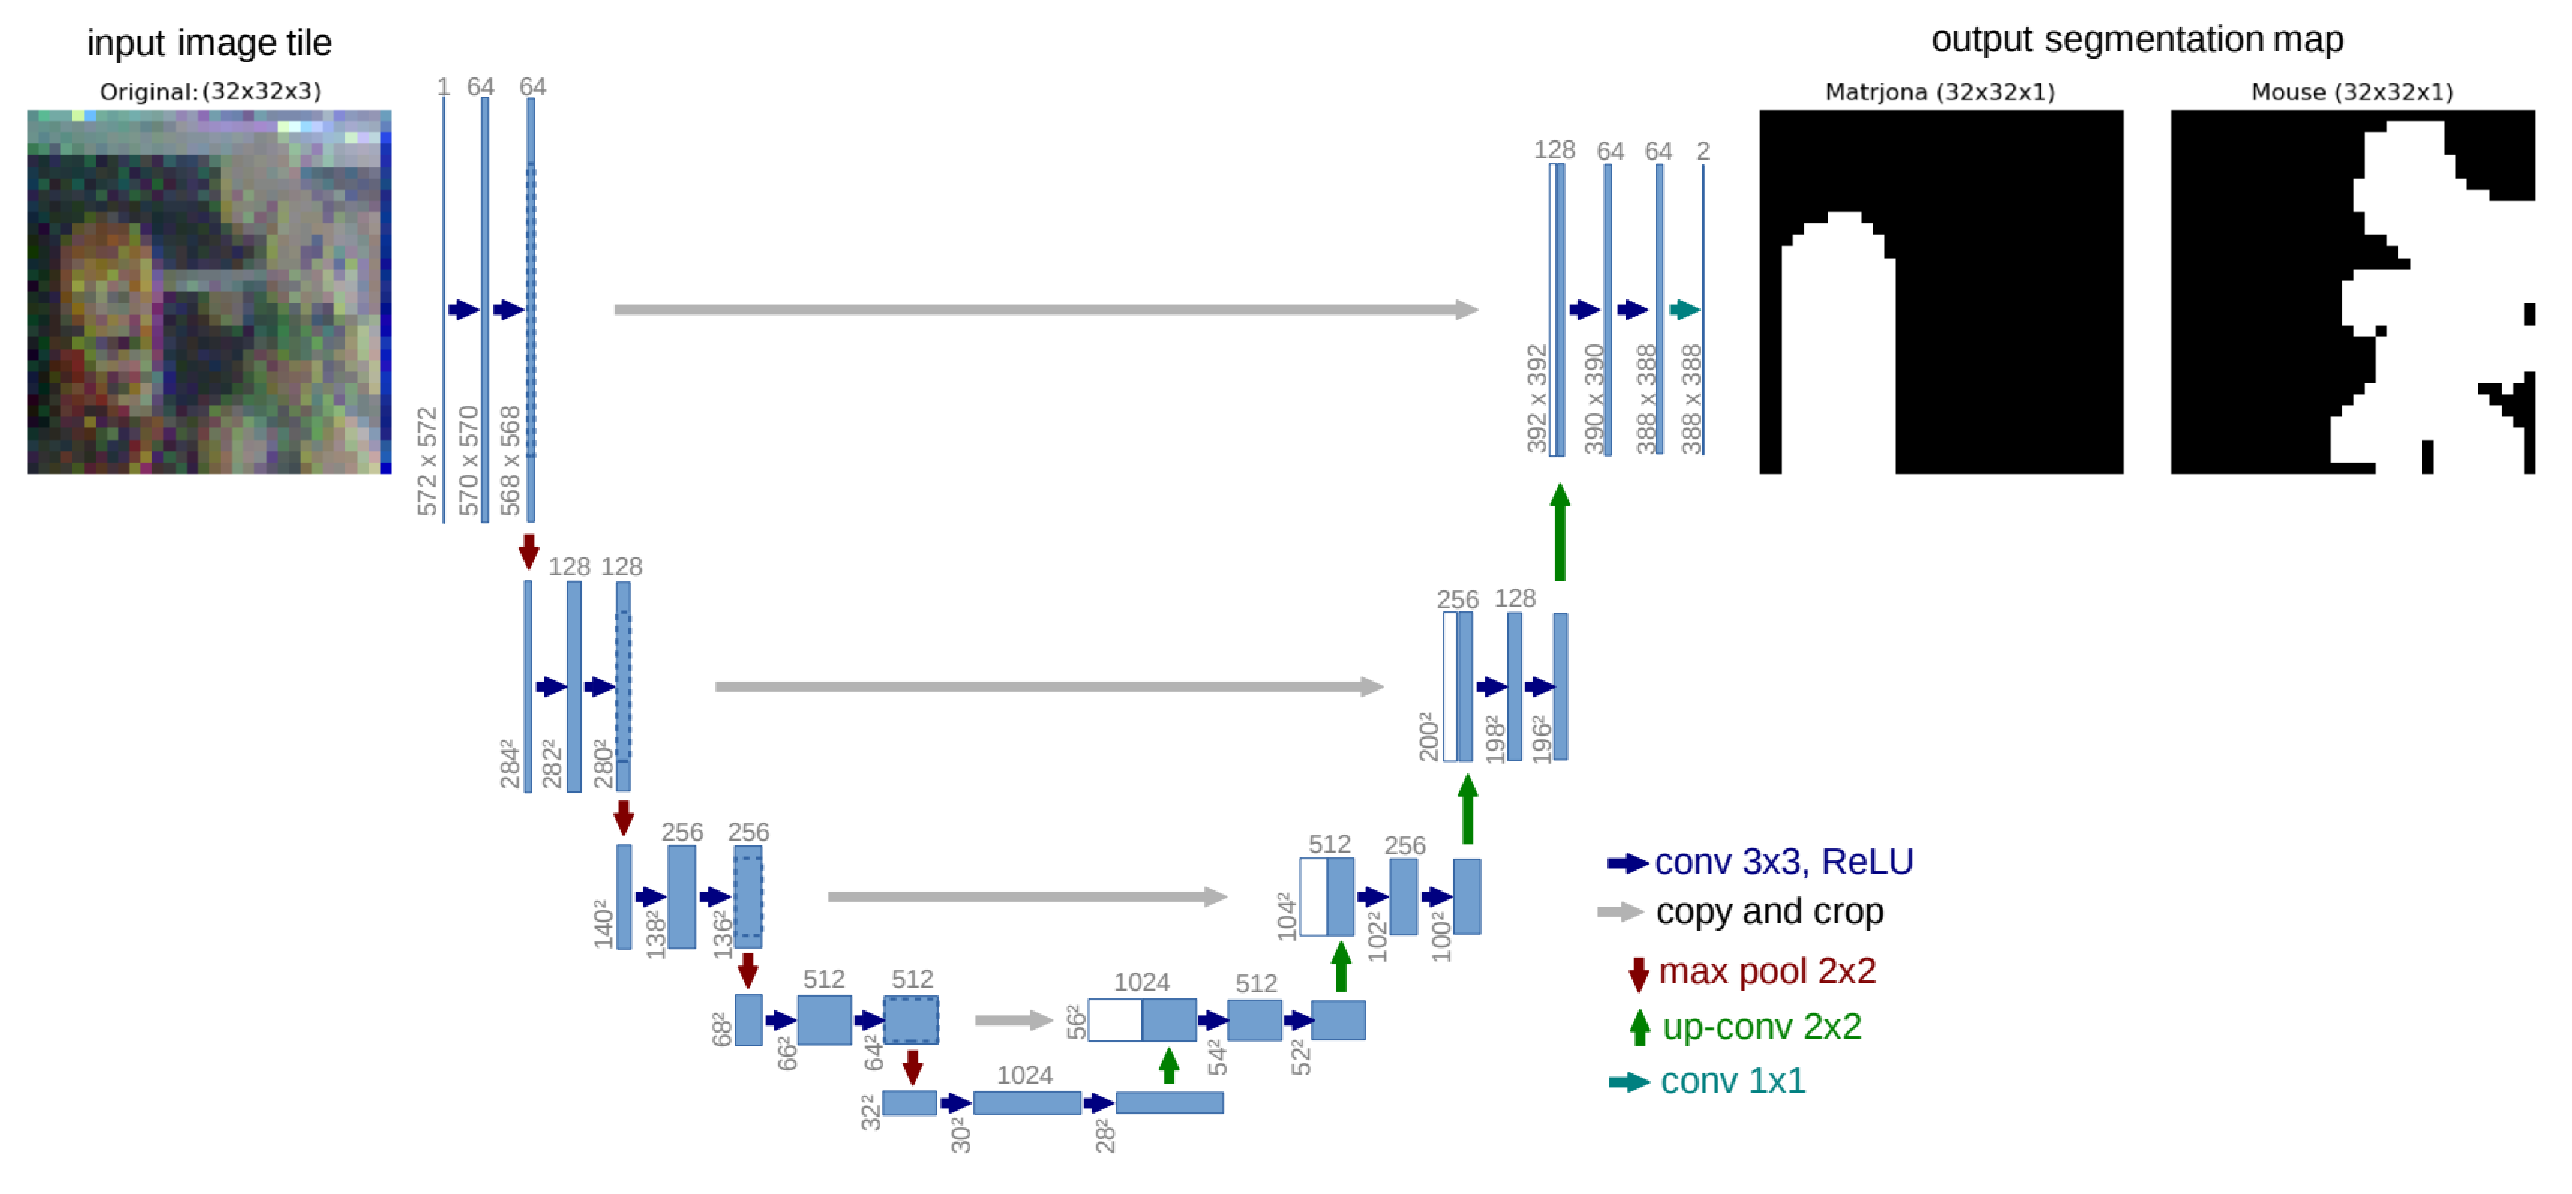 input image tile
output segmentation map
Original: (32x32x3)
Matrjona (32x32x1)
Mouse (32x32x1)
1 64 64
128 64 64 2
572 x 572
570 x 570
568 x 568
392 x 392
390 x 390
388 x 388
388 x 388
128 128
256 128
284²
282²
280²
200²
198²
196²
256 256
512 256
140²
138²
136²
104²
102²
100²
512 512
1024 512
68²
66²
64²
56²
54²
52²
1024
32²
30²
28²
conv 3x3, ReLU
copy and crop
max pool 2x2
up-conv 2x2
conv 1x1